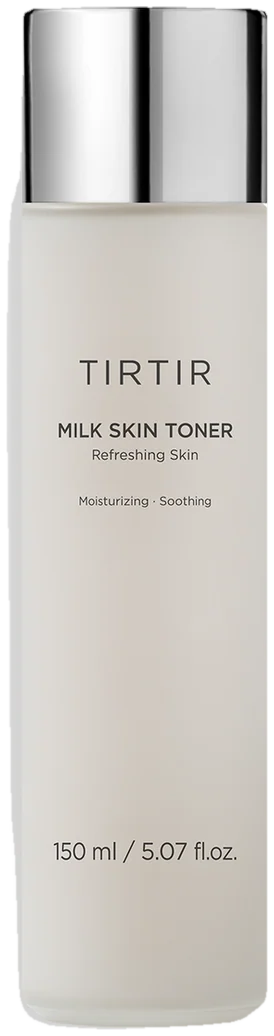 TIRTIR
MILK SKIN TONER
Refreshing Skin
Moisturizing · Soothing
150 ml / 5.07 fl.oz.